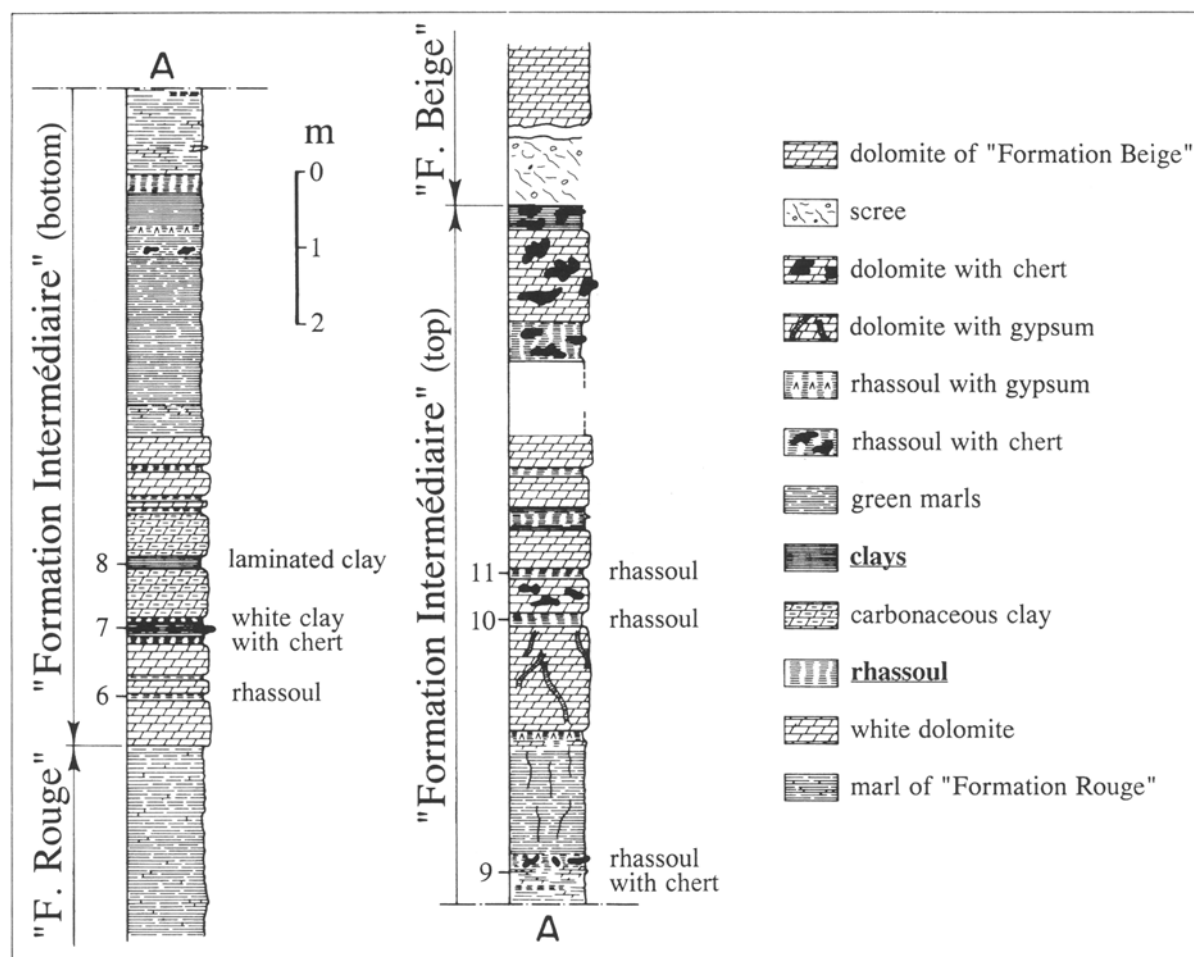 A
"Formation Intermédiaire" (bottom)
"F. Rouge"
8
laminated clay
7
white clay
with chert
6
rhassoul
m
0
1
2
"F. Beige"
"Formation Intermédiaire" (top)
11
rhassoul
10
rhassoul
9
rhassoul
with chert
A
dolomite of "Formation Beige"
scree
dolomite with chert
dolomite with gypsum
rhassoul with gypsum
rhassoul with chert
green marls
clays
carbonaceous clay
rhassoul
white dolomite
marl of "Formation Rouge"